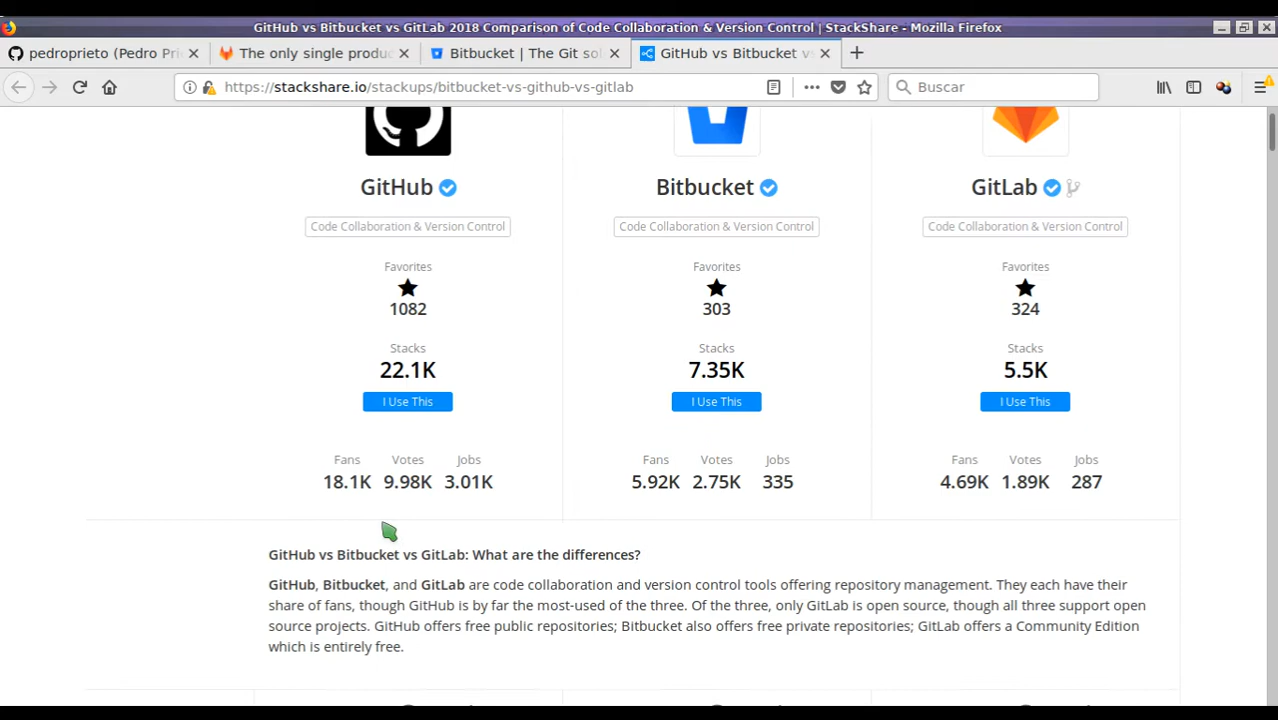 GitHub vs Bitbucket vs GitLab 2018 Comparison of Code Collaboration & Version Control | StackShare - Mozilla Firefox
pedroprieto (Pedro Pri
The only single produ
Bitbucket | The Git sol
GitHub vs Bitbucket vs
https://stackshare.io/stackups/bitbucket-vs-github-vs-gitlab
Buscar
GitHub
Bitbucket
GitLab
Code Collaboration & Version Control
Code Collaboration & Version Control
Code Collaboration & Version Control
Favorites
Favorites
Favorites
1082
303
324
Stacks
Stacks
Stacks
22.1K
7.35K
5.5K
I Use This
I Use This
I Use This
Fans Votes Jobs
Fans Votes Jobs
Fans Votes Jobs
18.1K 9.98K 3.01K
5.92K 2.75K 335
4.69K 1.89K 287
GitHub vs Bitbucket vs GitLab: What are the differences?
GitHub, Bitbucket, and GitLab are code collaboration and version control tools offering repository management. They each have their
share of fans, though GitHub is by far the most-used of the three. Of the three, only GitLab is open source, though all three support open
source projects. GitHub offers free public repositories; Bitbucket also offers free private repositories; GitLab offers a Community Edition
which is entirely free.